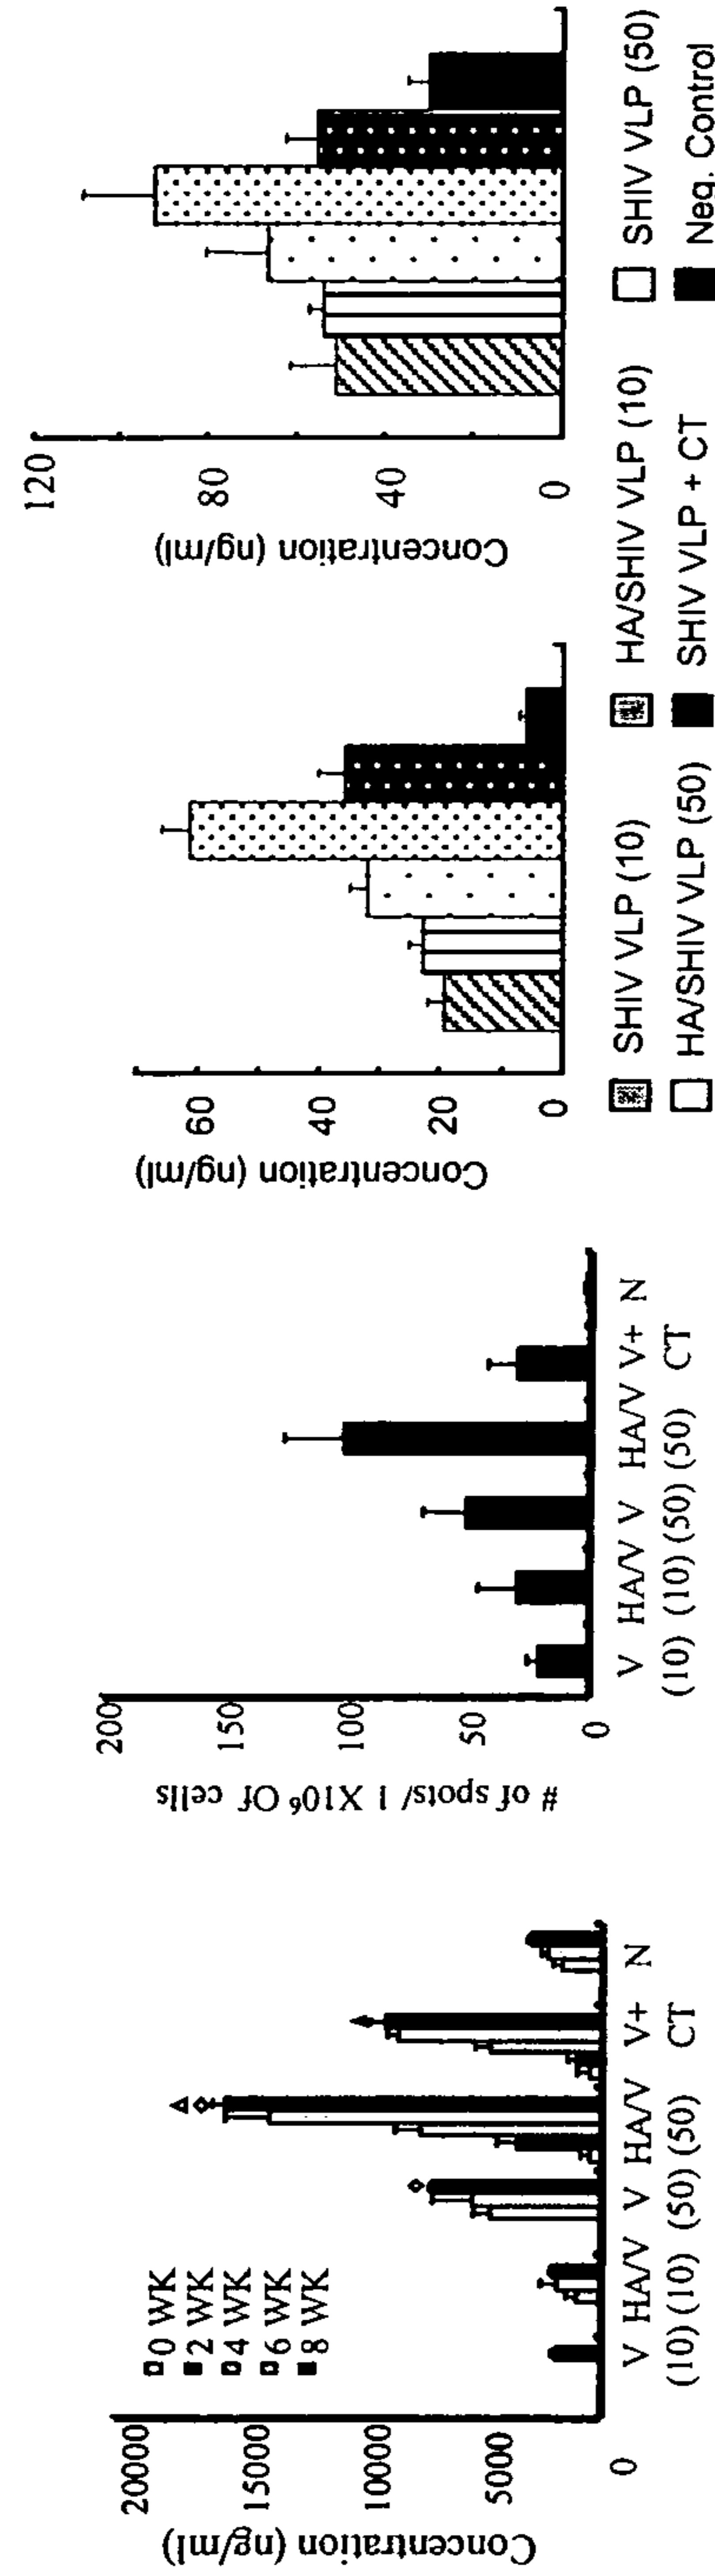 Concentration (ng/ml)
20000
15000
10000
5000
0
0 WK
2 WK
4 WK
6 WK
8 WK
V HA/V V HA/V V+ N
(10) (10) (50) (50) CT
# of spots/ 1 X10⁶ Of cells
200
150
100
50
0
V HA/V V HA/V V+ N
(10) (10) (50) (50) CT
Concentration (ng/ml)
60
40
20
0
Concentration (ng/ml)
120
80
40
0
SHIV VLP (10) HA/SHIV VLP (10) SHIV VLP (50)
HA/SHIV VLP (50) SHIV VLP + CT Neg. Control